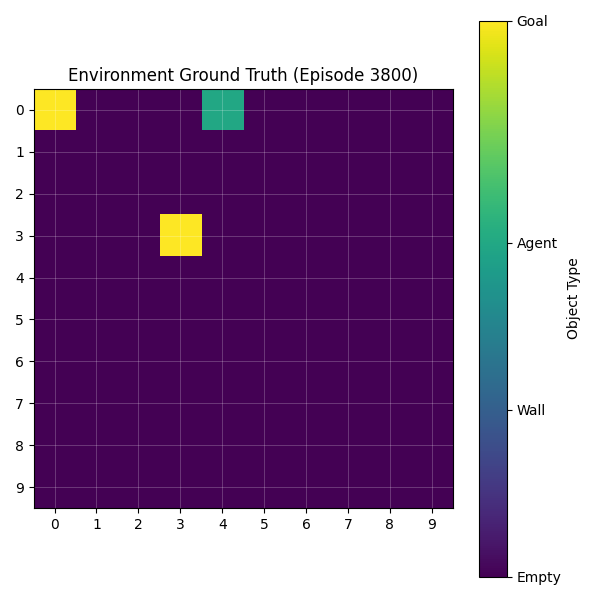 Environment Ground Truth (Episode 3800)
0
1
2
3
4
5
6
7
8
9
0 1 2 3 4 5 6 7 8 9
Goal
Agent
Wall
Empty
Object Type